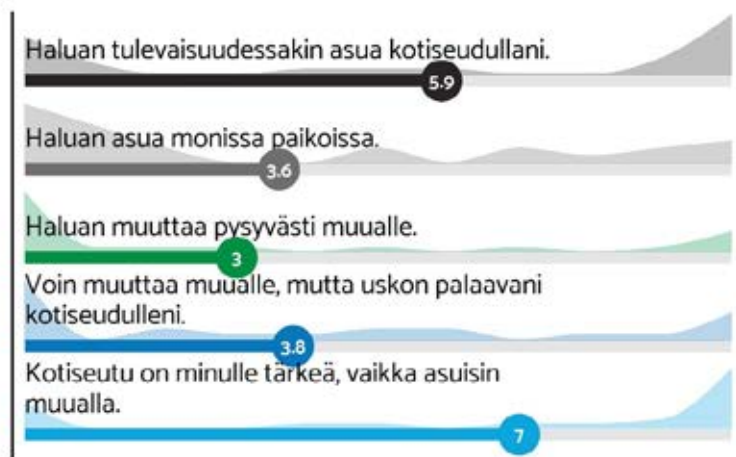 Haluan tulevaisuudessakin asua kotiseudullani.
5.9
Haluan asua monissa paikoissa.
3.6
Haluan muuttaa pysyvästi muualle.
3
Voin muuttaa muualle, mutta uskon palaavani
kotiseudulleni.
3.8
Kotiseutu on minulle tärkeä, vaikka asuisin
muualla.
7